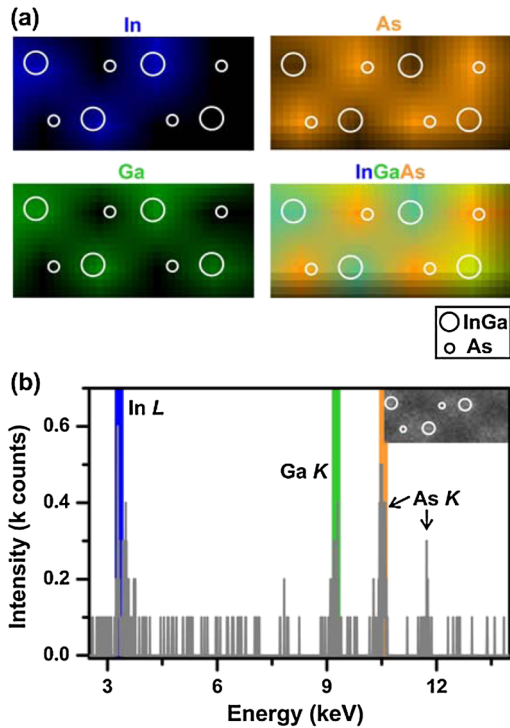 (a)
In
As
Ga
InGaAs
InGa
As
(b)
In L
Ga K
As K
0.6
0.4
0.2
0.0
Intensity (k counts)
3
6
9
12
Energy (keV)